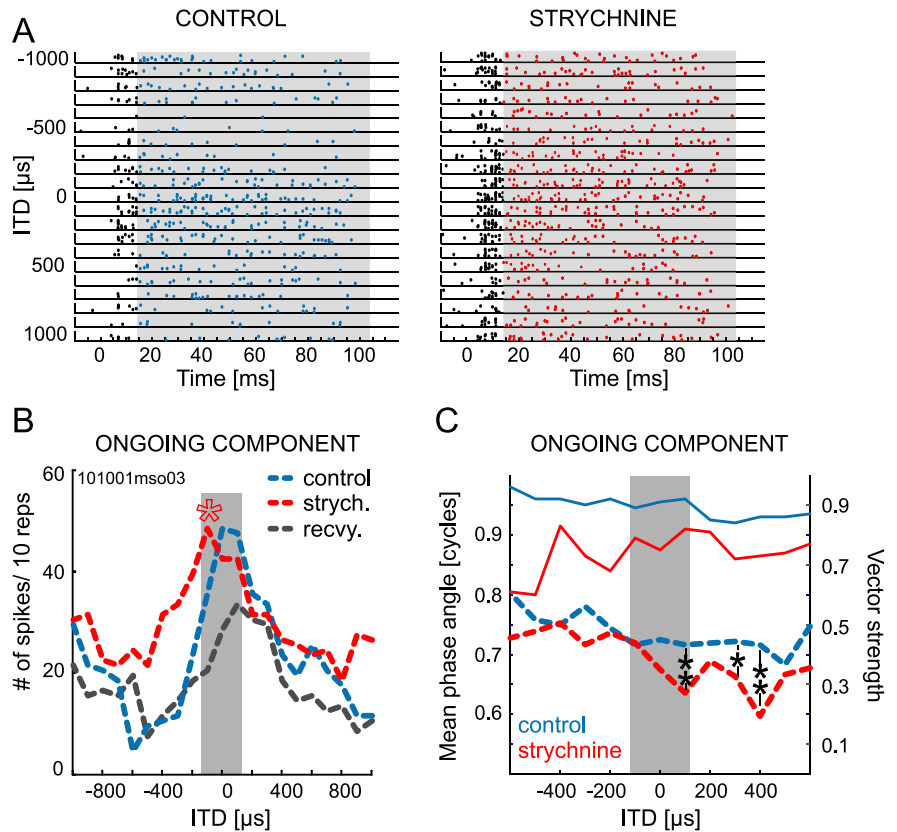 A
CONTROL
STRYCHNINE
-1000
-500
0
500
1000
ITD [µs]
0 20 40 60 80 100
Time [ms]
0 20 40 60 80 100
Time [ms]
B
ONGOING COMPONENT
101001mso03
control
strych.
recvy.
*
60
40
20
0
# of spikes/ 10 reps
-800 -400 0 400 800
ITD [µs]
C
ONGOING COMPONENT
0.9
0.8
0.7
0.6
Mean phase angle [cycles]
0.9
0.7
0.5
0.3
0.1
Vector strength
**
*
**
control
strychnine
-400 -200 0 200 400
ITD [µs]